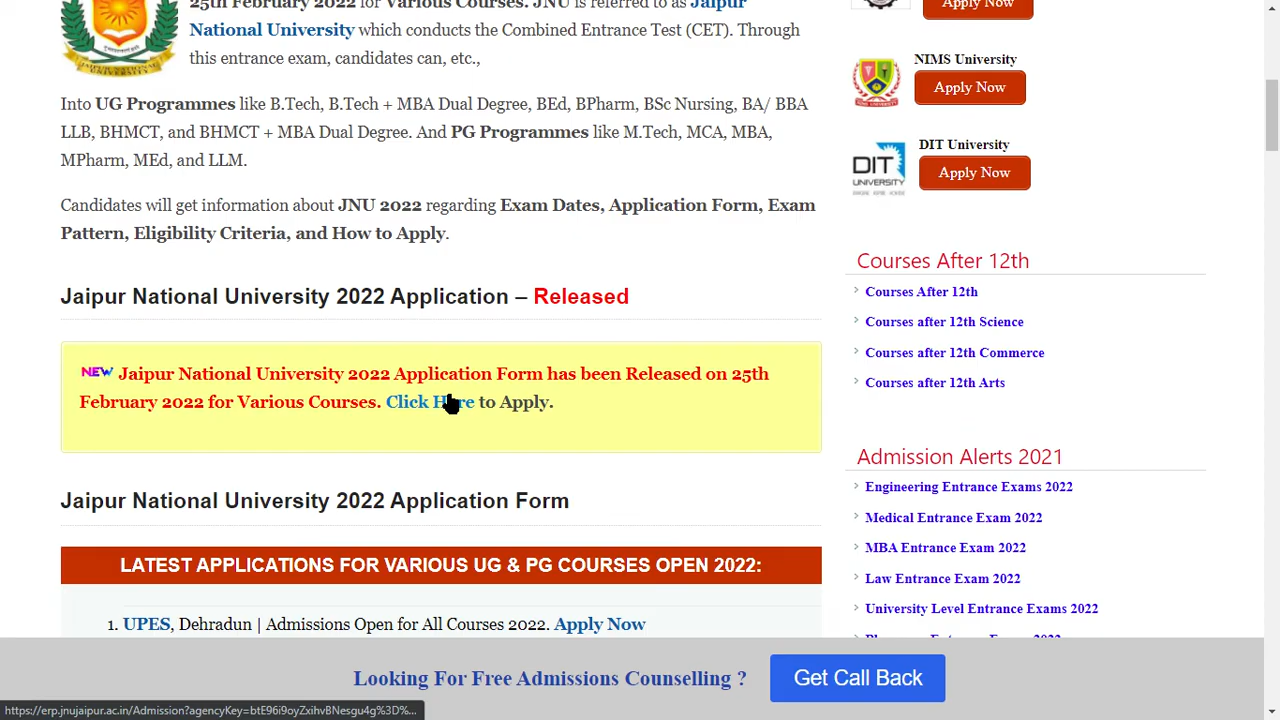 25th February 2022 for Various Courses. JNU is referred to as Jaipur
National University which conducts the Combined Entrance Test (CET). Through
this entrance exam, candidates can, etc.,
JAIPUR NATIONAL UNIVERSITY
Into UG Programmes like B.Tech, B.Tech + MBA Dual Degree, BEd, BPharm, BSc Nursing, BA/ BBA
LLB, BHMCT, and BHMCT + MBA Dual Degree. And PG Programmes like M.Tech, MCA, MBA,
MPharm, MEd, and LLM.
Candidates will get information about JNU 2022 regarding Exam Dates, Application Form, Exam
Pattern, Eligibility Criteria, and How to Apply.
Jaipur National University 2022 Application – Released
NEW Jaipur National University 2022 Application Form has been Released on 25th
February 2022 for Various Courses. Click Here to Apply.
Jaipur National University 2022 Application Form
LATEST APPLICATIONS FOR VARIOUS UG & PG COURSES OPEN 2022:
1. UPES, Dehradun | Admissions Open for All Courses 2022. Apply Now
Apply Now
NIMS University
Apply Now
DIT University
DIT
UNIVERSITY
Apply Now
Courses After 12th
Courses After 12th
Courses after 12th Science
Courses after 12th Commerce
Courses after 12th Arts
Admission Alerts 2021
Engineering Entrance Exams 2022
Medical Entrance Exam 2022
MBA Entrance Exam 2022
Law Entrance Exam 2022
University Level Entrance Exams 2022
Looking For Free Admissions Counselling ?
Get Call Back
https://erp.jnujaipur.ac.in/Admission?agencyKey=btE96i9oyZxihvBNesgu4g%3D%...